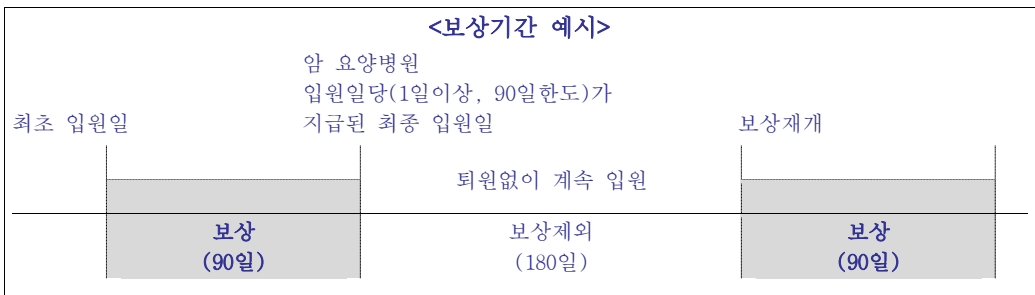 <보상기간 예시>
암 요양병원
입원일당(1일이상, 90일한도)가
최초 입원일 지급된 최종 입원일 보상재개
퇴원없이 계속 입원
보상 보상제외 보상
(90일) (180일) (90일)